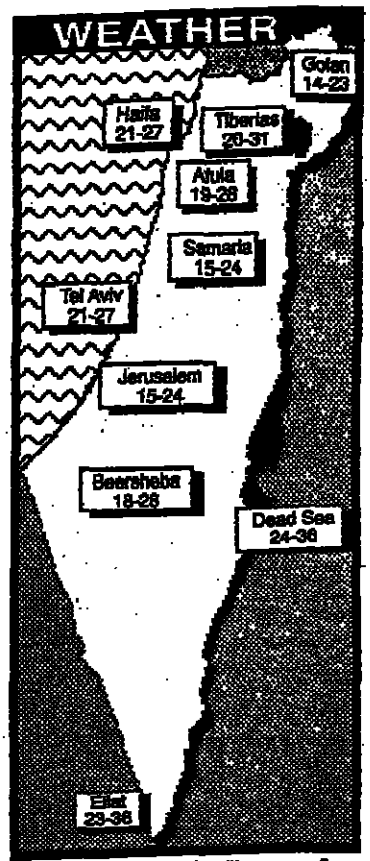 WEATHER
Golan
14-23
Haifa
21-27
Tiberias
20-31
Afula
19-28
Samaria
15-24
Tel Aviv
21-27
Jerusalem
15-24
Beersheba
18-28
Dead Sea
24-36
Eilat
23-36